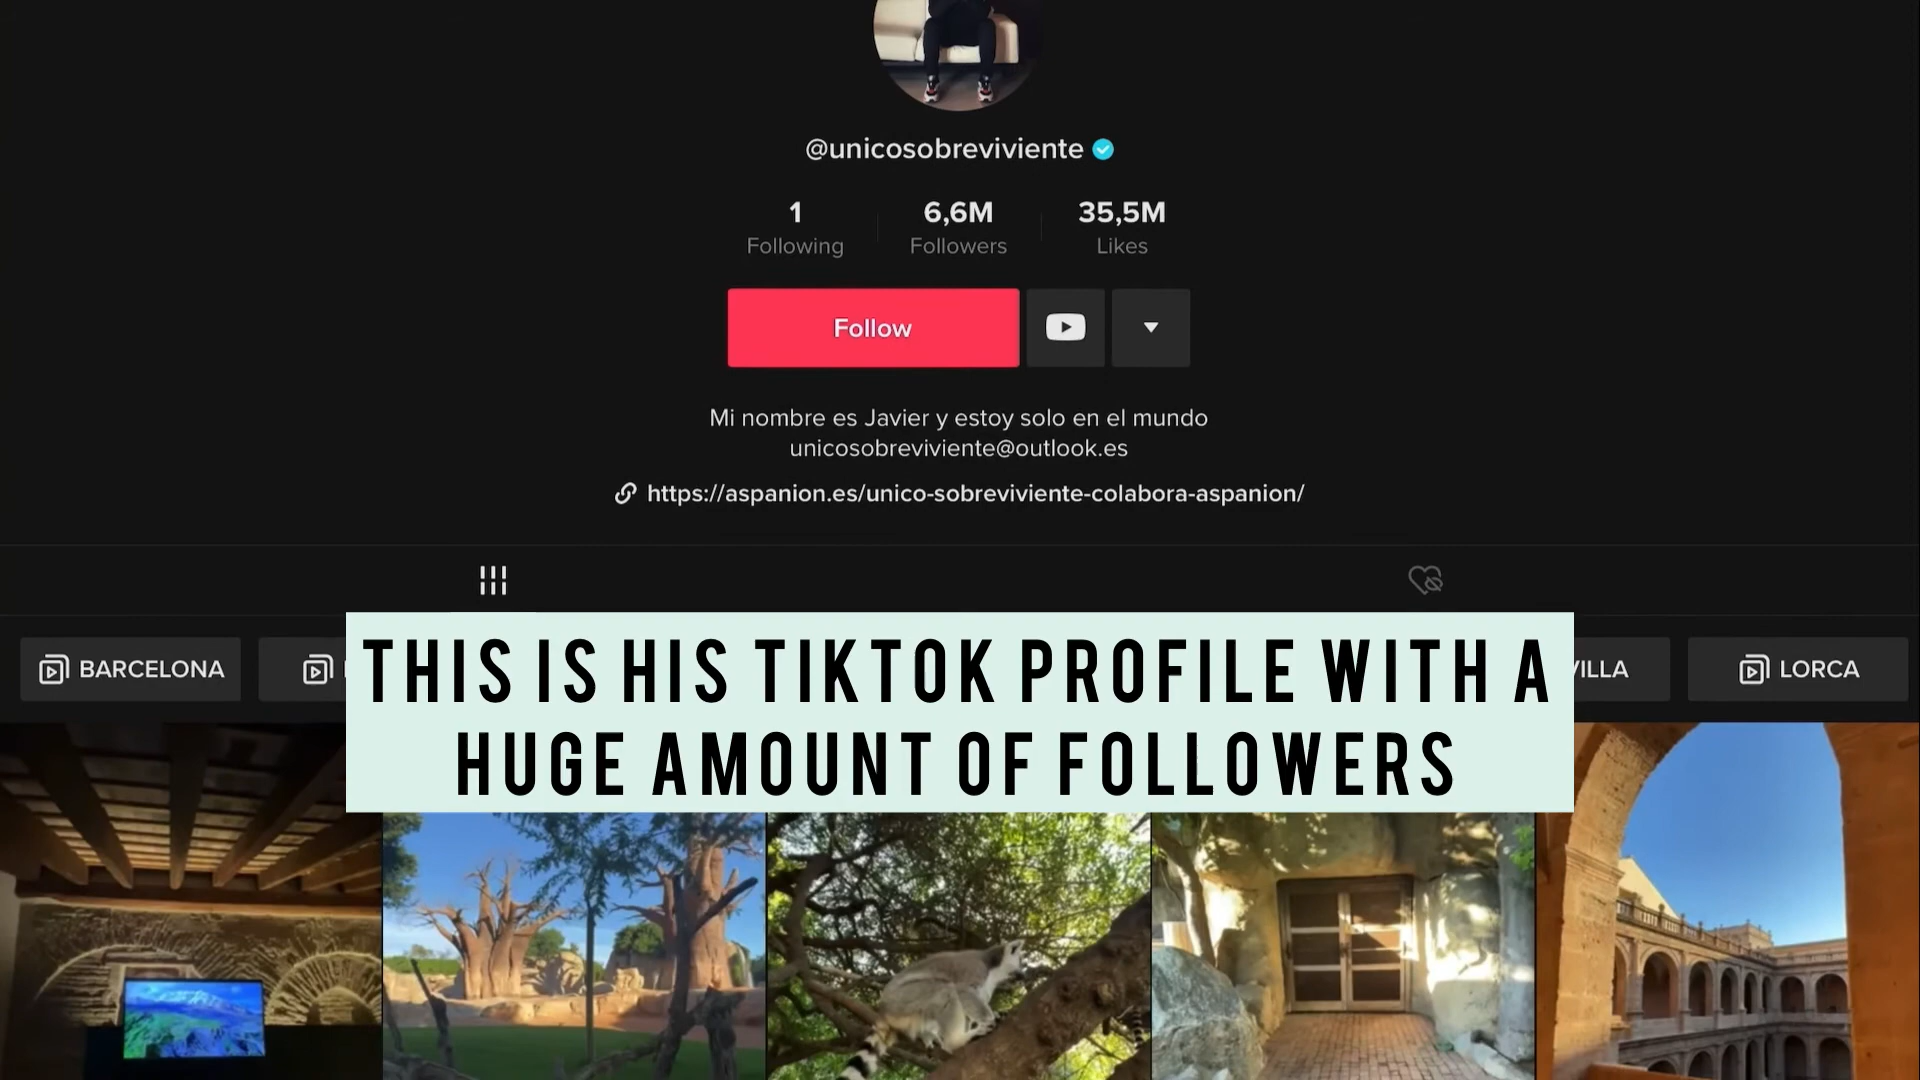 @unicosobreviviente
1 6,6M 35,5M
Following Followers Likes
Follow
Mi nombre es Javier y estoy solo en el mundo
unicosobreviviente@outlook.es
https://aspanion.es/unico-sobreviviente-colabora-aspanion/
BARCELONA
VILLA
LORCA
THIS IS HIS TIKTOK PROFILE WITH A
HUGE AMOUNT OF FOLLOWERS